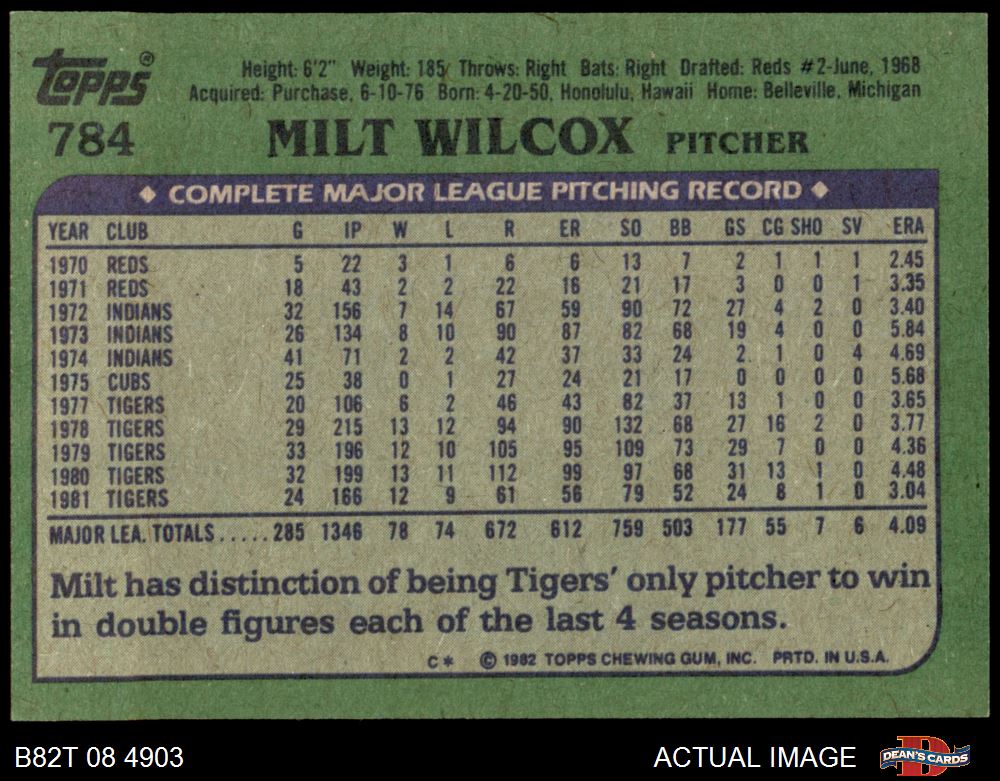 topps®
Height: 6'2" Weight: 185 Throws: Right Bats: Right Drafted: Reds #2-June, 1968
Acquired: Purchase, 6-10-76 Born: 4-20-50, Honolulu, Hawaii Home: Belleville, Michigan
784 MILT WILCOX PITCHER
◆ COMPLETE MAJOR LEAGUE PITCHING RECORD ◆
YEAR CLUB G IP W L R ER SO BB GS CG SHO SV ERA
1970 REDS 5 22 3 1 6 6 13 7 2 1 1 1 2.45
1971 REDS 18 43 2 2 22 16 21 17 3 0 0 1 3.35
1972 INDIANS 32 156 7 14 67 59 90 72 27 4 2 0 3.40
1973 INDIANS 26 134 8 10 90 87 82 68 19 4 0 0 5.84
1974 INDIANS 41 71 2 2 42 37 33 24 2 1 0 4 4.69
1975 CUBS 25 38 0 1 27 24 21 17 0 0 0 0 5.68
1977 TIGERS 20 106 6 2 46 43 82 37 13 1 0 0 3.65
1978 TIGERS 29 215 13 12 94 90 132 68 27 16 2 0 3.77
1979 TIGERS 33 196 12 10 105 95 109 73 29 7 0 0 4.36
1980 TIGERS 32 199 13 11 112 99 97 68 31 13 1 0 4.48
1981 TIGERS 24 166 12 9 61 56 79 52 24 8 1 0 3.04
MAJOR LEA. TOTALS.....285 1346 78 74 672 612 759 503 177 55 7 6 4.09
Milt has distinction of being Tigers' only pitcher to win
in double figures each of the last 4 seasons.
C* © 1982 TOPPS CHEWING GUM, INC. PRTD. IN U.S.A.
B82T 08 4903 ACTUAL IMAGE DEAN'S CARDS